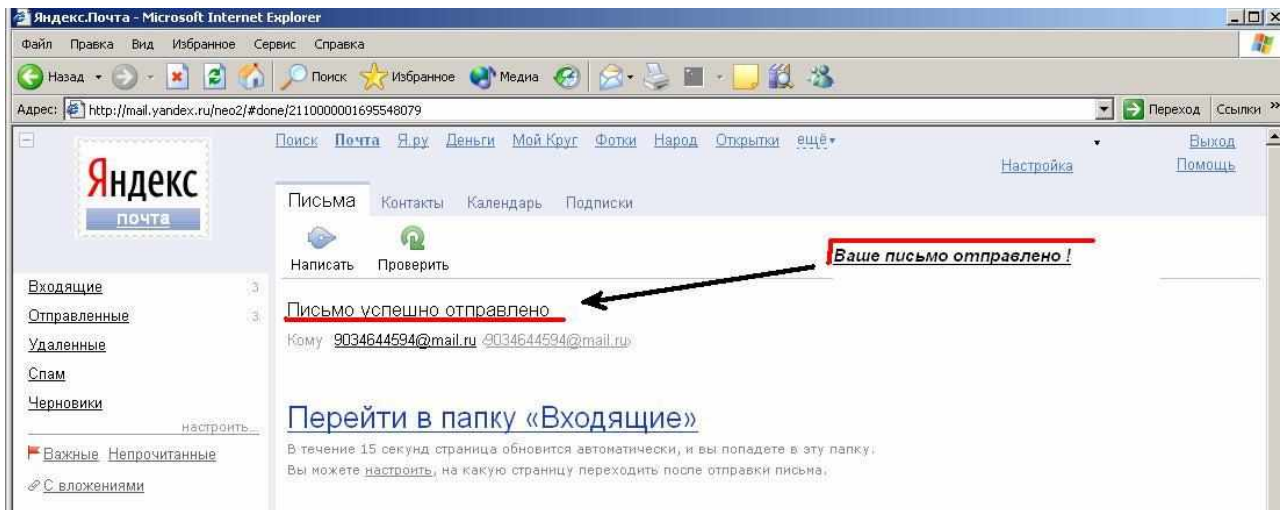 Яндекс.Почта - Microsoft Internet Explorer
Файл Правка Вид Избранное Сервис Справка
Назад Поиск Избранное Медиа
Адрес: http://mail.yandex.ru/neo2/#done/2110000001695548079 Переход Ссылки »
Поиск Почта Я.ру Деньги Мой Круг Фотки Народ Открытки ещё Выход
Настройка Помощь
Яндекс
почта
Письма Контакты Календарь Подписки
Написать Проверить
Ваше письмо отправлено !
Входящие 3
Отправленные 3
Удаленные
Спам
Черновики
настроить...
Важные Непрочитанные
С вложениями
Письмо успешно отправлено
Кому 9034644594@mail.ru ‹9034644594@mail.ru›
Перейти в папку «Входящие»
В течение 15 секунд страница обновится автоматически, и вы попадете в эту папку.
Вы можете настроить, на какую страницу переходить после отправки письма.